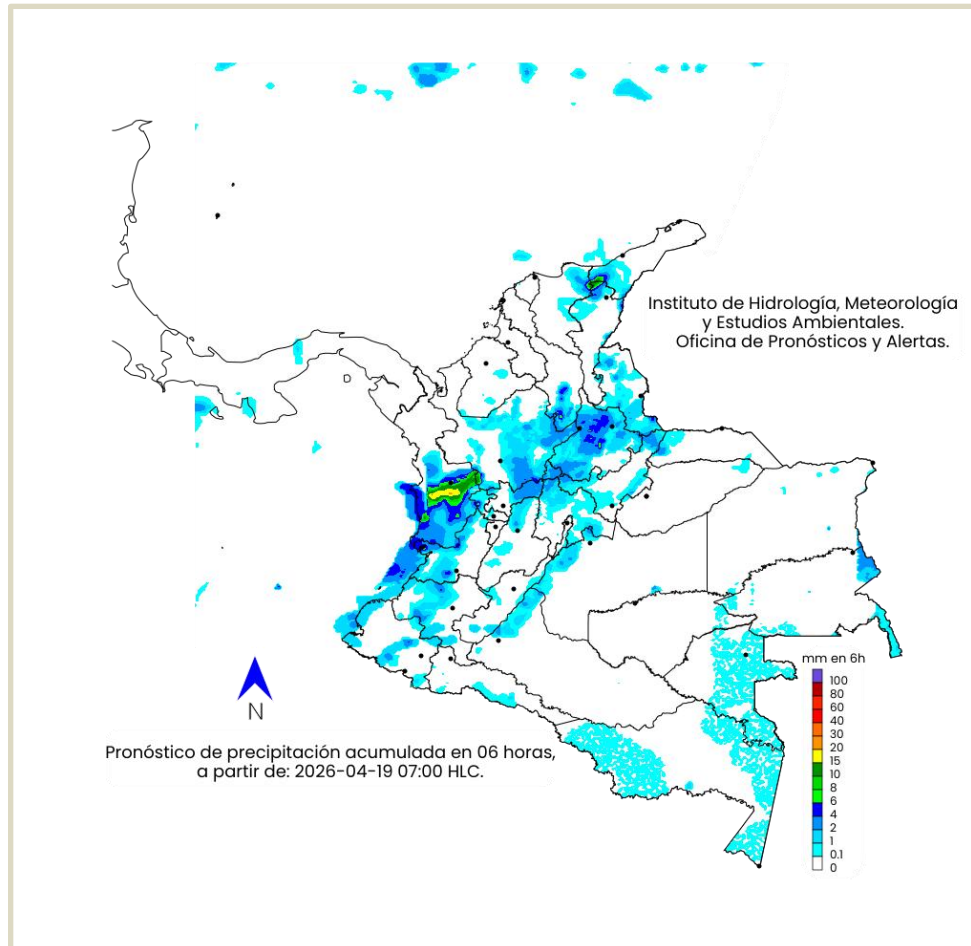 Instituto de Hidrología, Meteorología
y Estudios Ambientales.
Oficina de Pronósticos y Alertas.
D
N
mm en 6h
100
80
60
40
30
20
15
10
8
6
4
2
1
0.1
0
Pronóstico de precipitación acumulada en 06 horas,
a partir de: 2026-04-19 07:00 HLC.